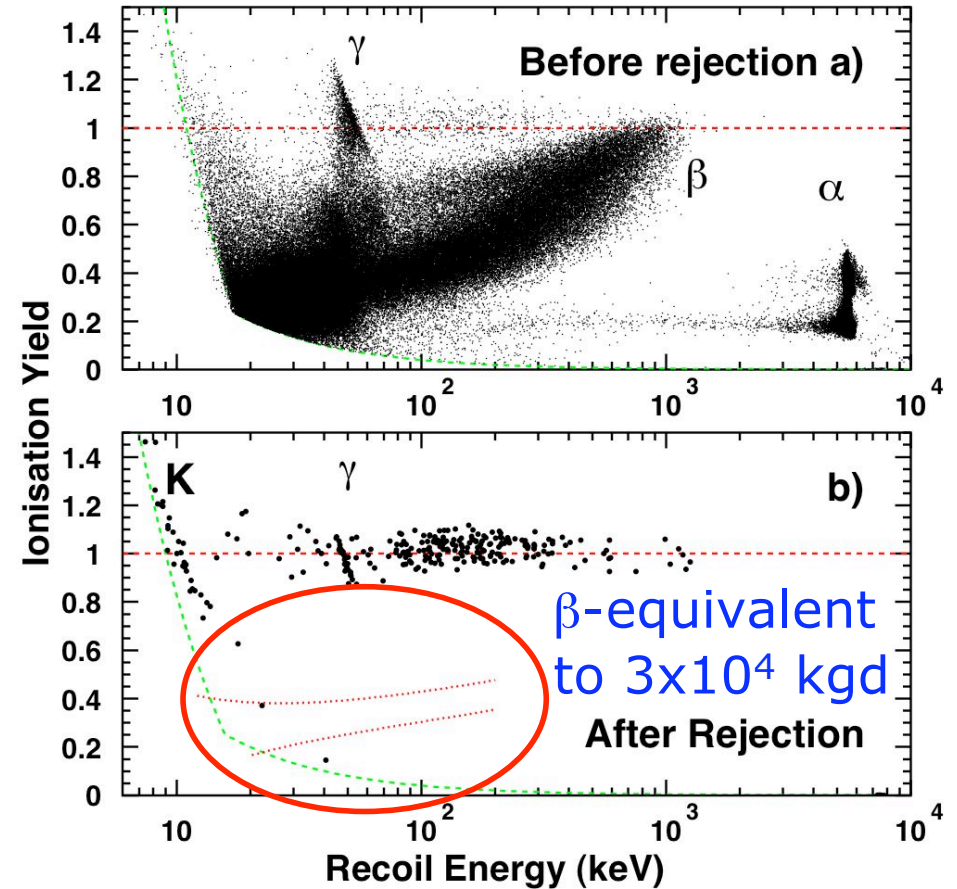 1.4
1.2
1
0.8
0.6
0.4
0.2
0
γ
Before rejection a)
β
α
10
10²
10³
10⁴
Ionisation Yield
1.4
1.2
1
0.8
0.6
0.4
0.2
0
K
γ
b)
β-equivalent
to 3x10⁴ kgd
After Rejection
10
10²
10³
10⁴
Recoil Energy (keV)